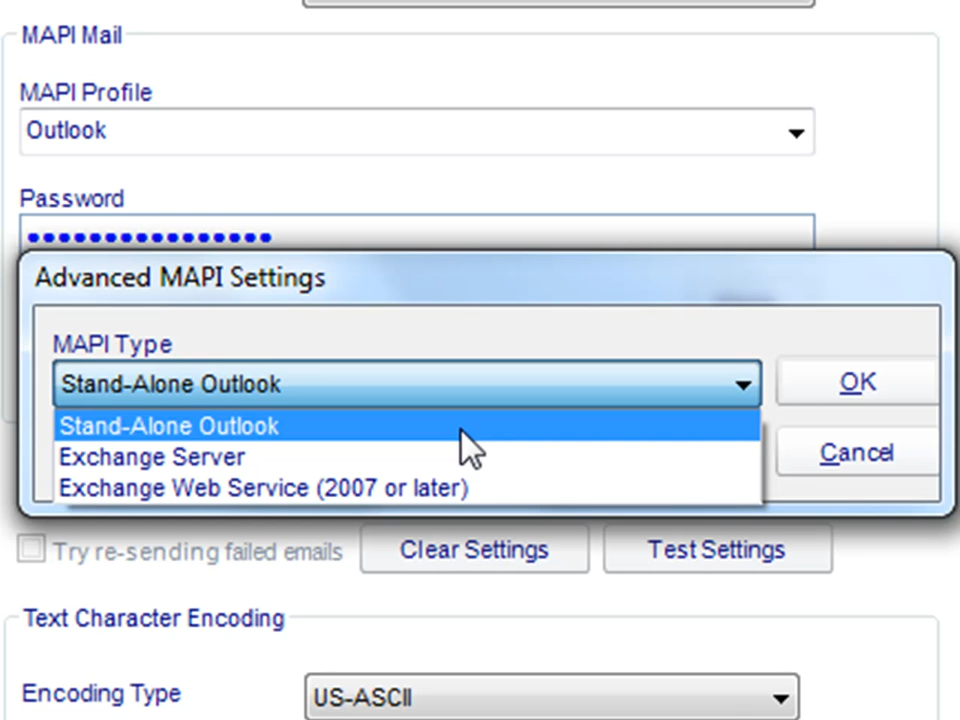 MAPI Mail
MAPI Profile
Outlook
Password
Advanced MAPI Settings
MAPI Type
Stand-Alone Outlook
OK
Stand-Alone Outlook
Exchange Server
Cancel
Exchange Web Service (2007 or later)
Try re-sending failed emails
Clear Settings
Test Settings
Text Character Encoding
Encoding Type
US-ASCII